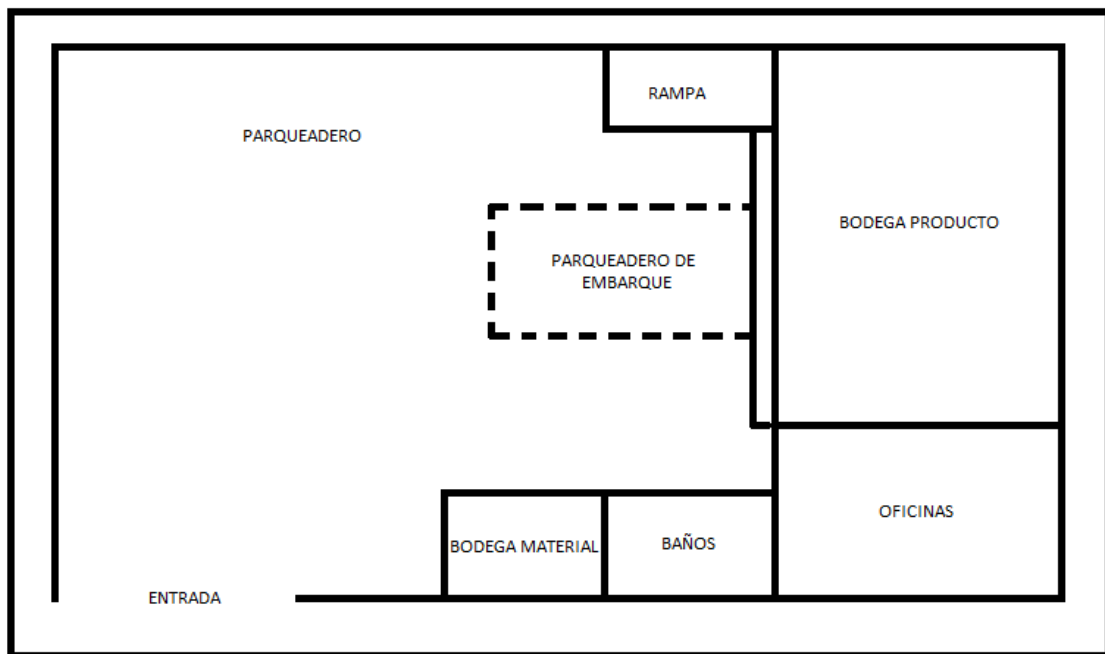 RAMPA
PARQUEADERO
BODEGA PRODUCTO
PARQUEADERO DE
EMBARQUE
OFICINAS
BODEGA MATERIAL
BAÑOS
ENTRADA